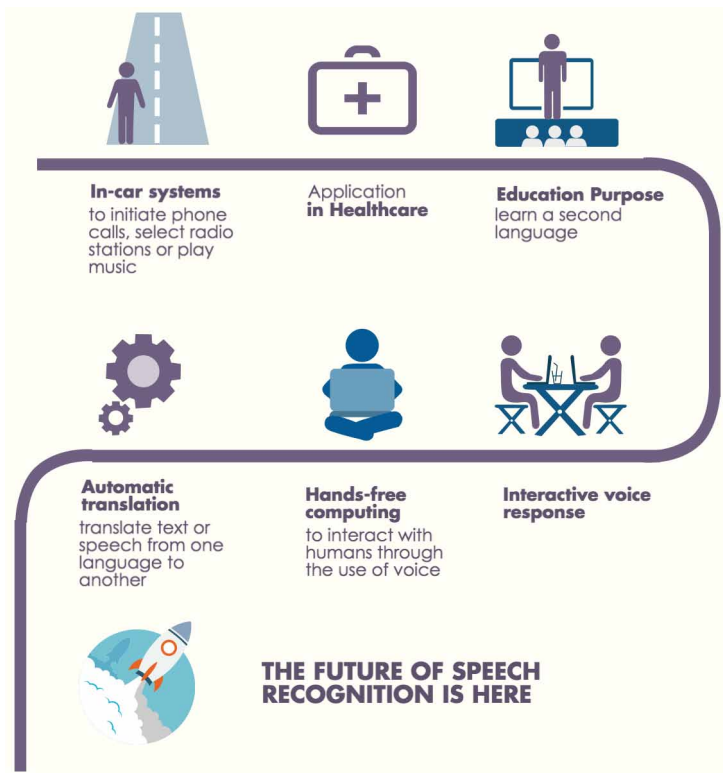 In-car systems
to initiate phone
calls, select radio
stations or play
music
Application
in Healthcare
Education Purpose
learn a second
language
Automatic
translation
translate text or
speech from one
language to
another
Hands-free
computing
to interact with
humans through
the use of voice
Interactive voice
response
THE FUTURE OF SPEECH
RECOGNITION IS HERE